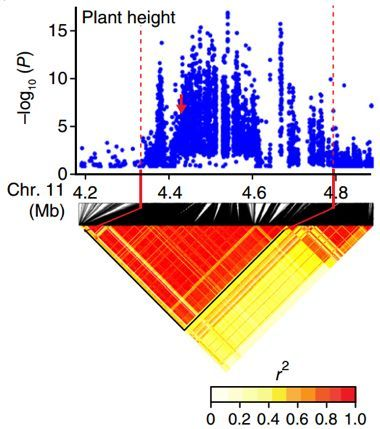 Plant height
15
10
5
0
–log₁₀ (P)
Chr. 11
(Mb)
4.2 4.4 4.6 4.8
r²
0 0.2 0.4 0.6 0.8 1.0